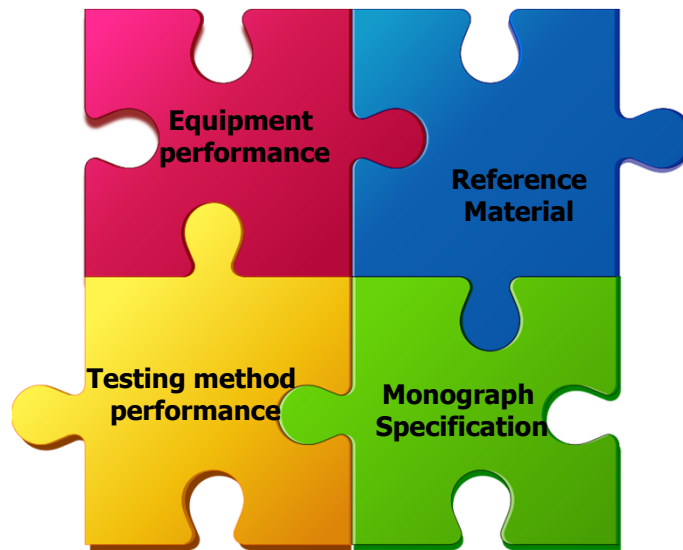 Equipment
performance
Reference
Material
Testing method
performance
Monograph
Specification